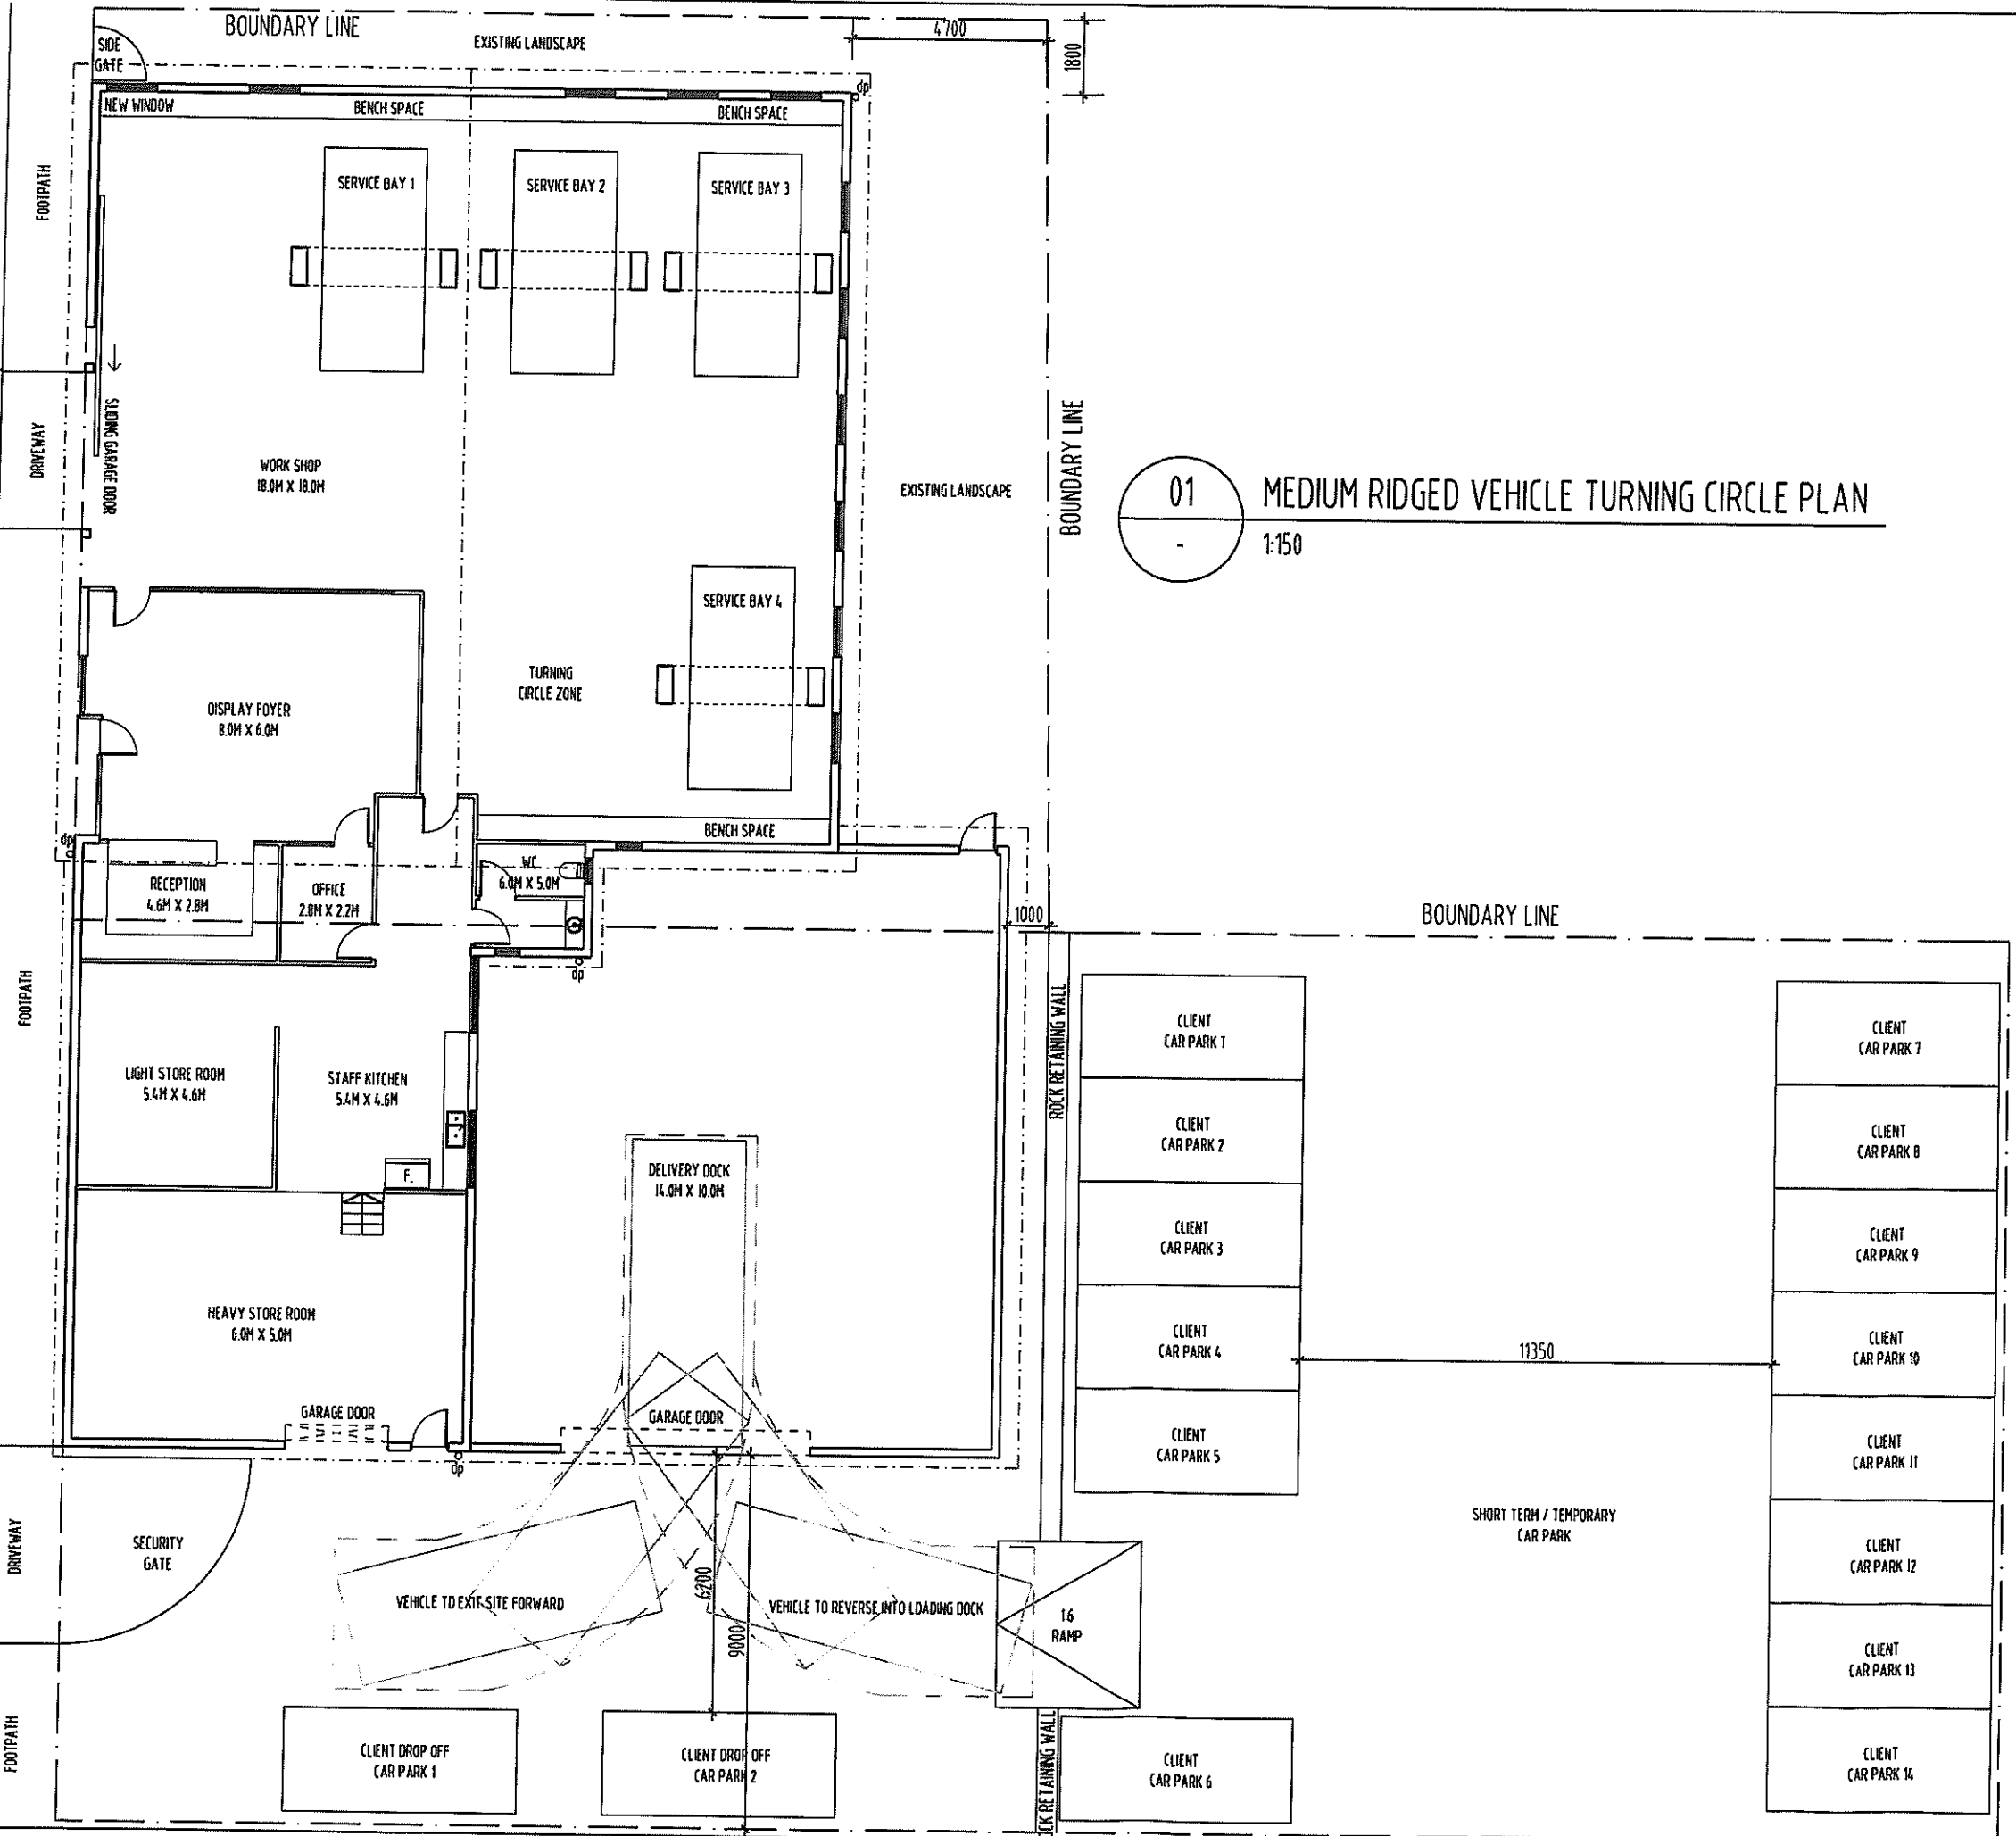 BOUNDARY LINE
SIDE
GATE
EXISTING LANDSCAPE
4700
1800
NEW WINDOW
BENCH SPACE
BENCH SPACE
dp
FOOTPATH
SERVICE BAY 1
SERVICE BAY 2
SERVICE BAY 3
SLIDING GARAGE DOOR
DRIVEWAY
WORK SHOP
18.0M X 18.0M
EXISTING LANDSCAPE
BOUNDARY LINE
01
-
MEDIUM RIDGED VEHICLE TURNING CIRCLE PLAN
1:150
SERVICE BAY 4
TURNING
CIRCLE ZONE
DISPLAY FOYER
8.0M X 6.0M
BENCH SPACE
dp
RECEPTION
4.6M X 2.8M
OFFICE
2.8M X 2.2M
WC
6.0M X 5.0M
1000
BOUNDARY LINE
dp
FOOTPATH
ROCK RETAINING WALL
LIGHT STORE ROOM
5.4M X 4.6M
STAFF KITCHEN
5.4M X 4.6M
F.
DELIVERY DOCK
14.0M X 10.0M
CLIENT
CAR PARK 1
CLIENT
CAR PARK 2
CLIENT
CAR PARK 3
CLIENT
CAR PARK 4
CLIENT
CAR PARK 5
CLIENT
CAR PARK 7
CLIENT
CAR PARK 8
CLIENT
CAR PARK 9
CLIENT
CAR PARK 10
CLIENT
CAR PARK 11
CLIENT
CAR PARK 12
CLIENT
CAR PARK 13
CLIENT
CAR PARK 14
11350
HEAVY STORE ROOM
6.0M X 5.0M
GARAGE DOOR
GARAGE DOOR
dp
SHORT TERM / TEMPORARY
CAR PARK
DRIVEWAY
SECURITY
GATE
VEHICLE TO EXIT SITE FORWARD
6200
9000
VEHICLE TO REVERSE INTO LOADING DOCK
1:6
RAMP
FOOTPATH
CLIENT DROP OFF
CAR PARK 1
CLIENT DROP OFF
CAR PARK 2
RETAINING WALL
CLIENT
CAR PARK 6